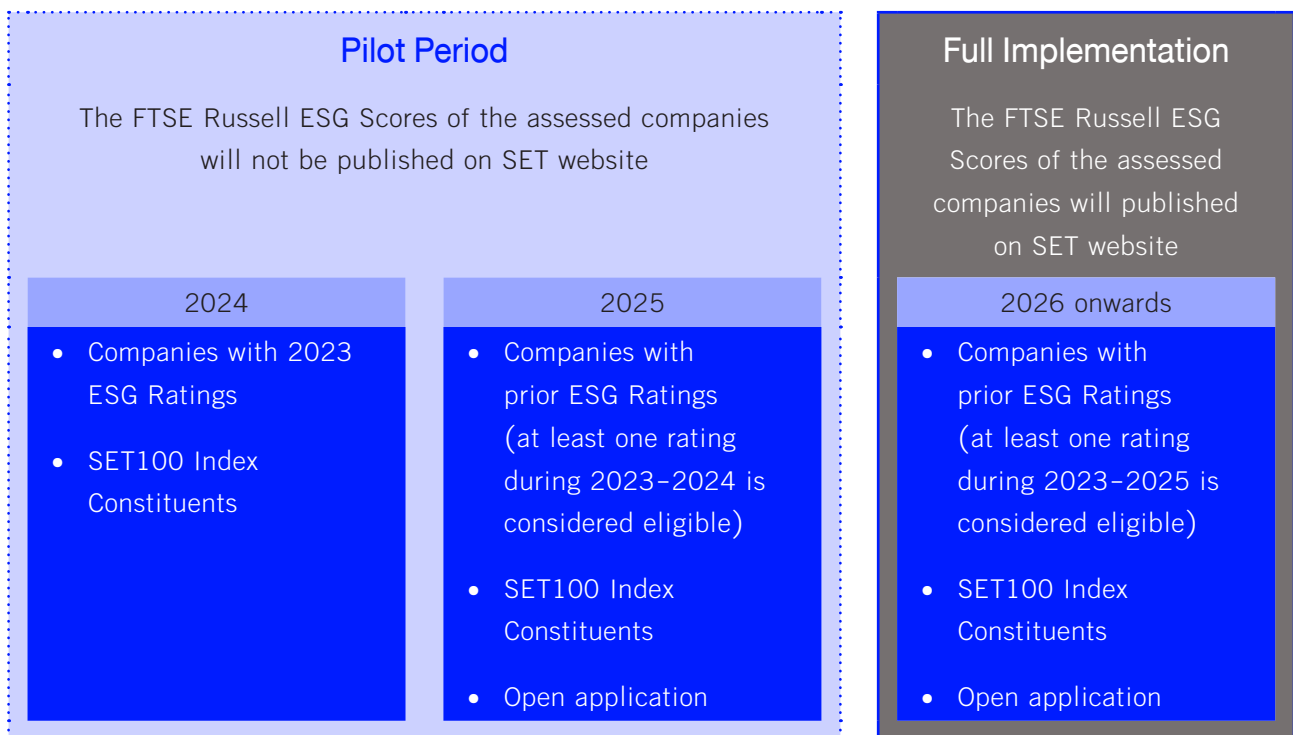 Pilot Period
The FTSE Russell ESG Scores of the assessed companies
will not be published on SET website
2024
• Companies with 2023
ESG Ratings
• SET100 Index
Constituents
2025
• Companies with
prior ESG Ratings
(at least one rating
during 2023–2024 is
considered eligible)
• SET100 Index
Constituents
• Open application
Full Implementation
The FTSE Russell ESG
Scores of the assessed
companies will published
on SET website
2026 onwards
• Companies with
prior ESG Ratings
(at least one rating
during 2023–2025 is
considered eligible)
• SET100 Index
Constituents
• Open application